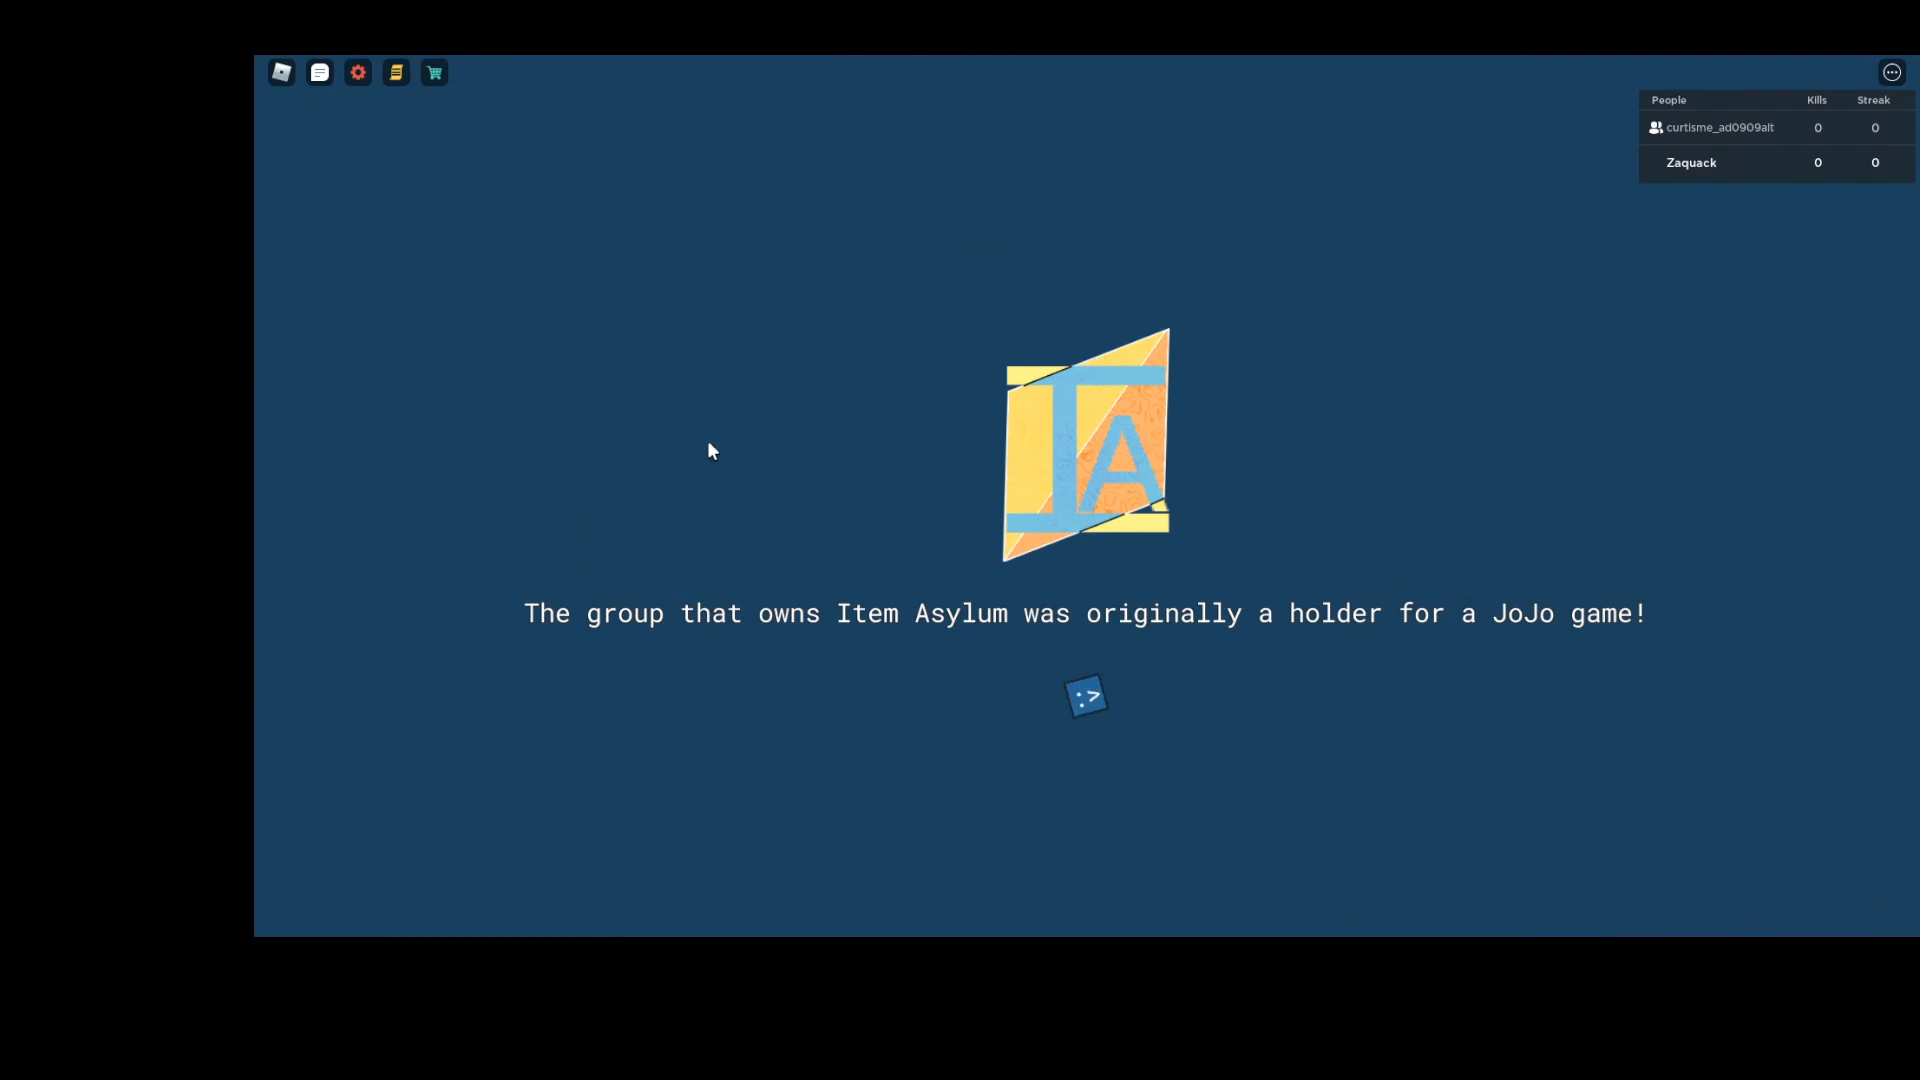 People Kills Streak
curtisme_ad0909alt 0 0
Zaquack 0 0
IA
The group that owns Item Asylum was originally a holder for a JoJo game!
:>